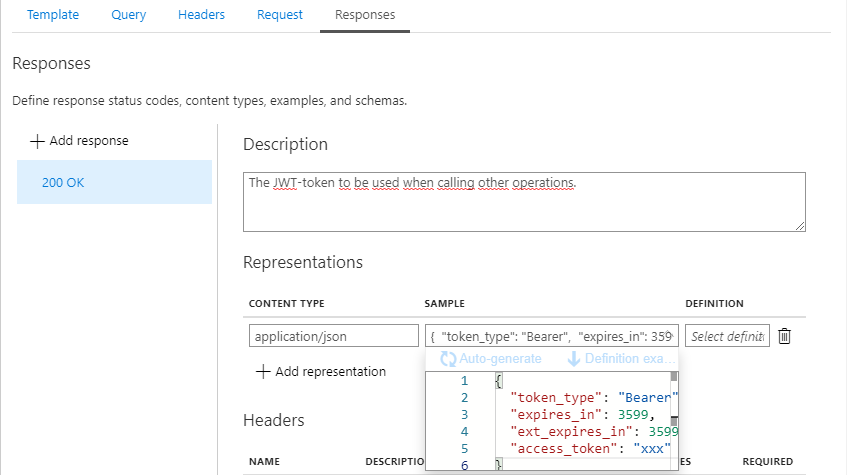 Template Query Headers Request Responses
Responses
Define response status codes, content types, examples, and schemas.
Add response
200 OK
Description
The JWT-token to be used when calling other operations.
Representations
CONTENT TYPE SAMPLE DEFINITION
application/json { "token_type": "Bearer", "expires_in": 359 Select definit
Auto-generate Definition exa...
Add representation
1 {
2 "token_type": "Bearer"
3 "expires_in": 3599,
4 "ext_expires_in": 3599
5 "access_token": "xxx"
6 }
Headers
NAME DESCRIPTIO ES REQUIRED